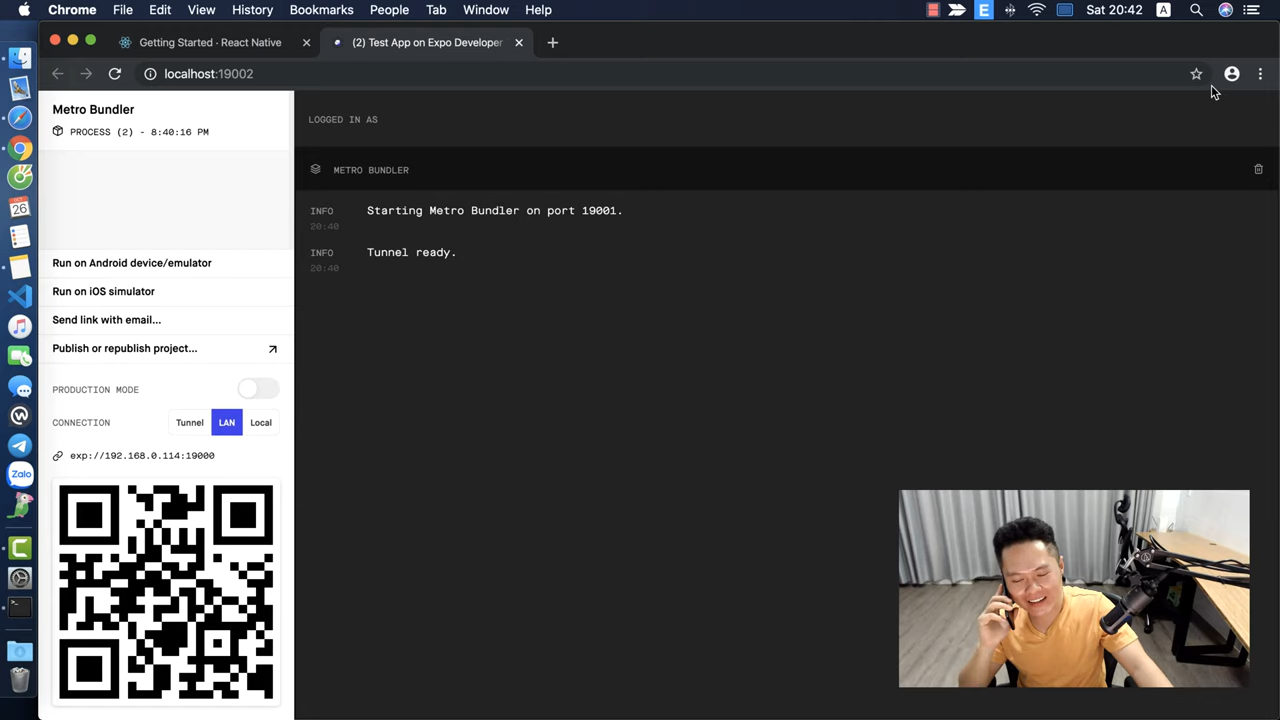 Chrome File Edit View History Bookmarks People Tab Window Help
E Sat 20:42 A
Getting Started · React Native
(2) Test App on Expo Developer
localhost:19002
Metro Bundler
PROCESS (2) - 8:40:16 PM
LOGGED IN AS
METRO BUNDLER
INFO Starting Metro Bundler on port 19001.
20:40
INFO Tunnel ready.
20:40
Run on Android device/emulator
Run on iOS simulator
Send link with email...
Publish or republish project...
PRODUCTION MODE
CONNECTION Tunnel LAN Local
exp://192.168.0.114:19000
OCT
26
Zalo